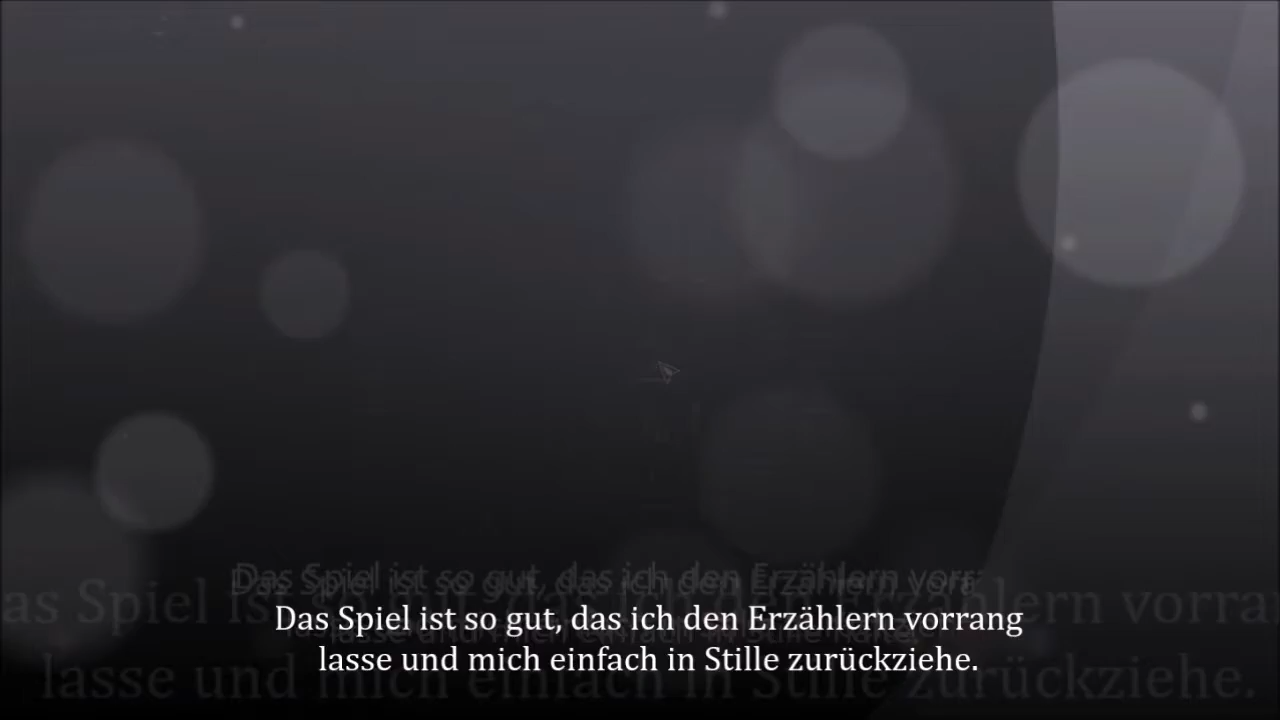 Das Spiel ist so gut, das ich den Erzählern vorrang
lasse und mich einfach in Stille zurückziehe.